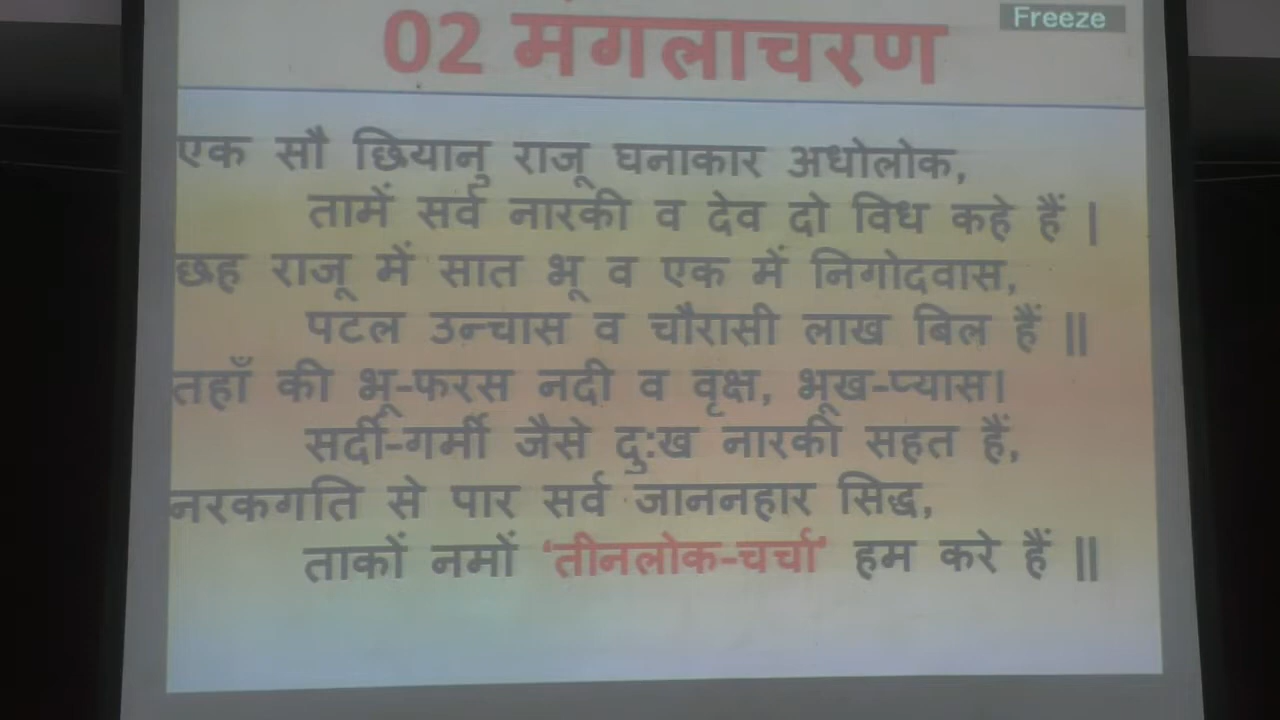 Freeze
02 मंगलाचरण
एक सौ छियानु राजू घनाकार अधोलोक,
तामें सर्व नारकी व देव दो विध कहे हैं |
छह राजू में सात भू व एक में निगोदवास,
पटल उन्चास व चौरासी लाख बिल हैं ||
तहाँ की भू-फरस नदी व वृक्ष, भूख-प्यास।
सर्दी-गर्मी जैसे दु:ख नारकी सहत हैं,
नरकगति से पार सर्व जाननहार सिद्ध,
ताकों नमों ‘तीनलोक-चर्चा’ हम करे हैं ||